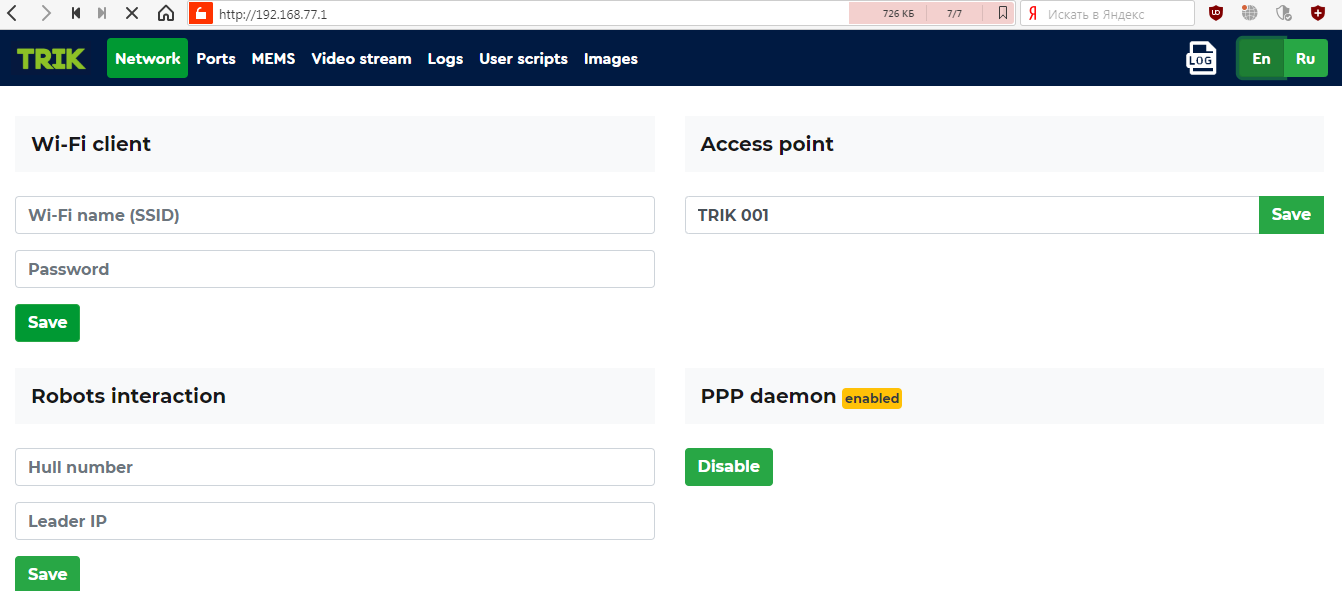 http://192.168.77.1 726 КБ 7/7 Я Искать в Яндекс
TRIK Network Ports MEMS Video stream Logs User scripts Images LOG En Ru
Wi-Fi client
Access point
Wi-Fi name (SSID)
TRIK 001 Save
Password
Save
Robots interaction
PPP daemon enabled
Hull number
Disable
Leader IP
Save